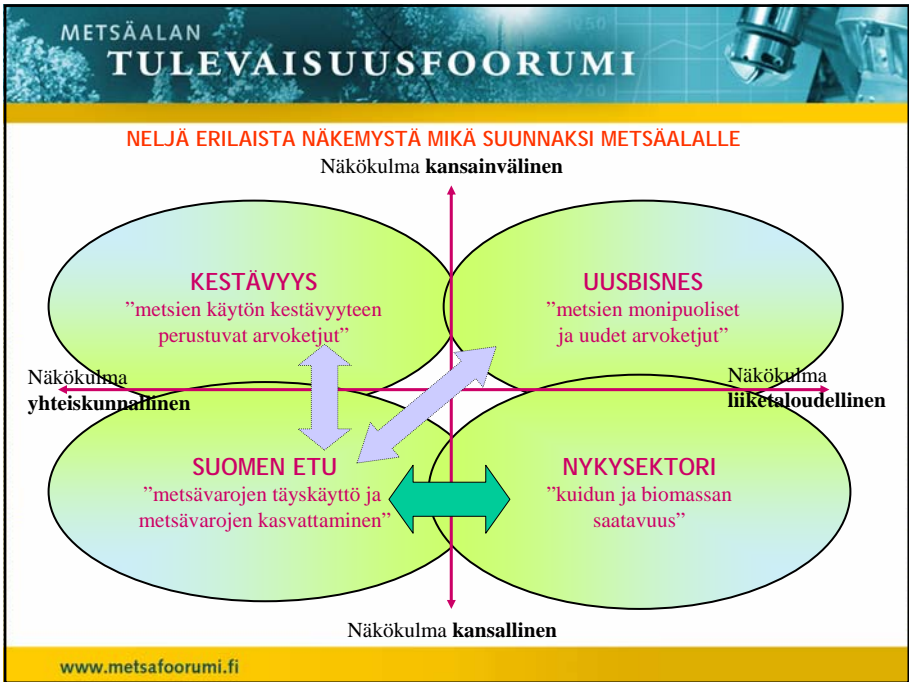 METSÄALAN
TULEVAISUUSFOORUMI
NELJÄ ERILAISTA NÄKEMYSTÄ MIKÄ SUUNNAKSI METSÄALALLE
Näkökulma kansainvälinen
KESTÄVYYS
”metsien käytön kestävyyteen
perustuvat arvoketjut”
UUSBISNES
”metsien monipuoliset
ja uudet arvoketjut”
Näkökulma
yhteiskunnallinen
Näkökulma
liiketaloudellinen
SUOMEN ETU
”metsävarojen täyskäyttö ja
metsävarojen kasvattaminen”
NYKYSEKTORI
”kuidun ja biomassan
saatavuus”
Näkökulma kansallinen
www.metsafoorumi.fi